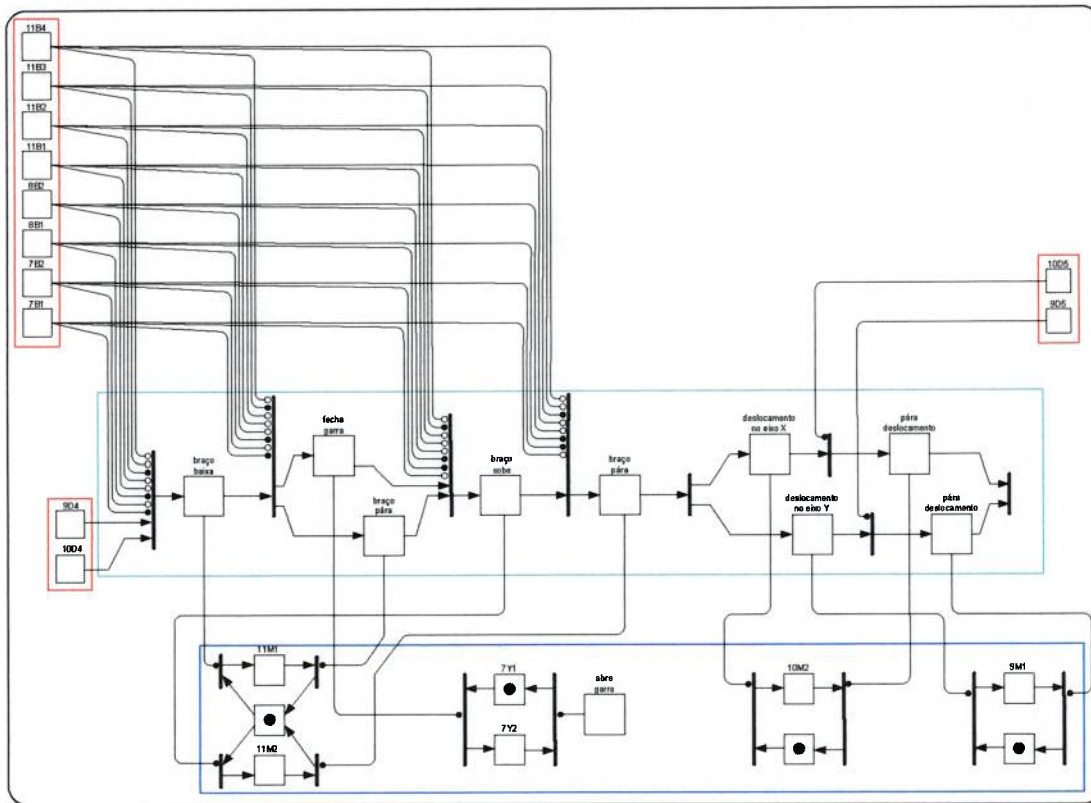 11B4
11B3
11B2
11B1
8B2
8B1
7B2
7B1
10D5
9D5
fecha
garra
deslocamento
no eixo X
pára
deslocamento
braço
baixa
braço
sobe
braço
pára
9D4
braço
pára
deslocamento
no eixo Y
pára
deslocamento
10D4
11M1
7Y1
abre
garra
10M2
9M1
7Y2
11M2